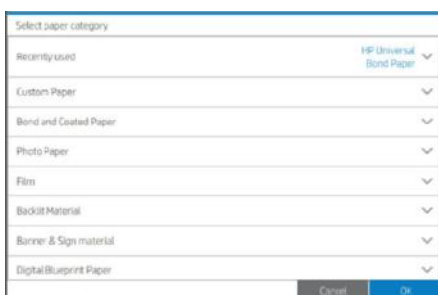 Select paper category
Recently used
HP Universal
Bond Paper
Custom Paper
Bond and Coated Paper
Photo Paper
Film
Backlit Material
Banner & Sign material
Digital Blueprint Paper
Cancel
OK